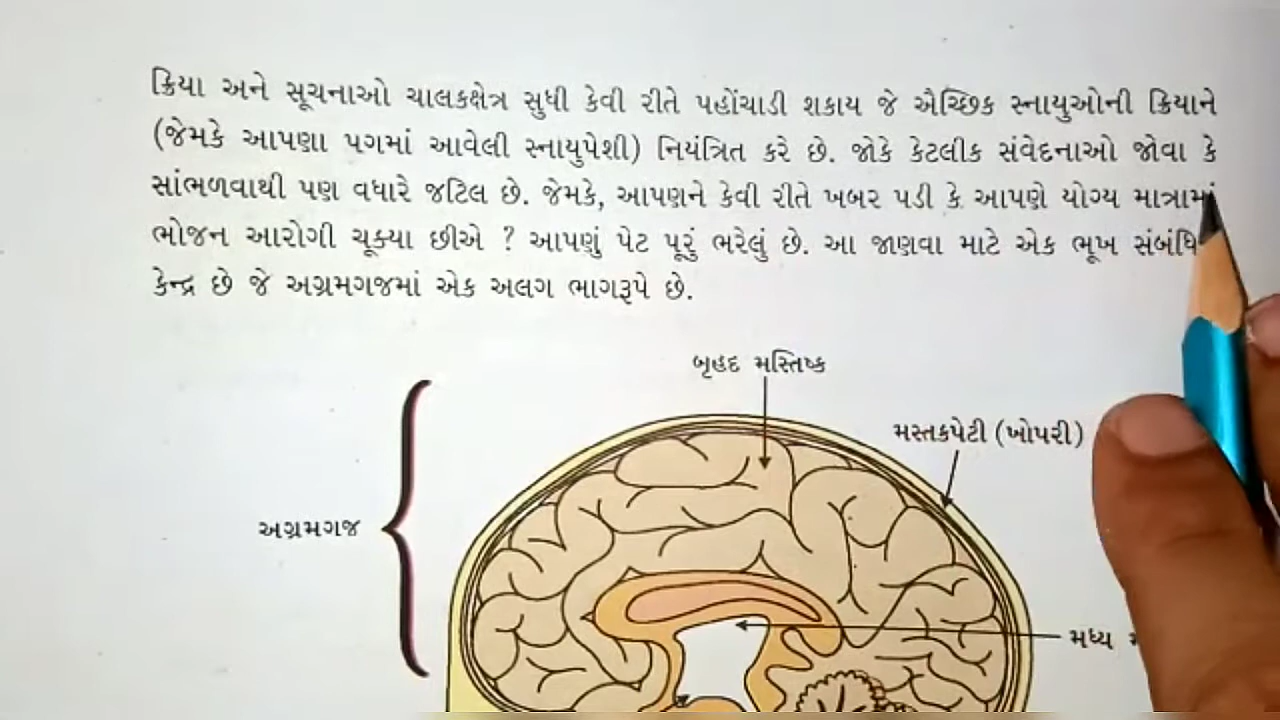 ક્રિયા અને સૂચનાઓ ચાલકક્ષેત્ર સુધી કેવી રીતે પહોંચાડી શકાય જે ઐચ્છિક સ્નાયુઓની ક્રિયાને
(જેમકે આપણા પગમાં આવેલી સ્નાયુપેશી) નિયંત્રિત કરે છે. જોકે કેટલીક સંવેદનાઓ જોવા કે
સાંભળવાથી પણ વધારે જટિલ છે. જેમકે, આપણને કેવી રીતે ખબર પડી કે આપણે યોગ્ય માત્રામાં
ભોજન આરોગી ચૂક્યા છીએ ? આપણું પેટ પૂરું ભરેલું છે. આ જાણવા માટે એક ભૂખ
કેન્દ્ર છે જે અગ્રમગજમાં એક અલગ ભાગરૂપે છે.
બૃહદ મસ્તિષ્ક
મસ્તકપેટી (ખોપરી)
અગ્રમગજ
મધ્ય